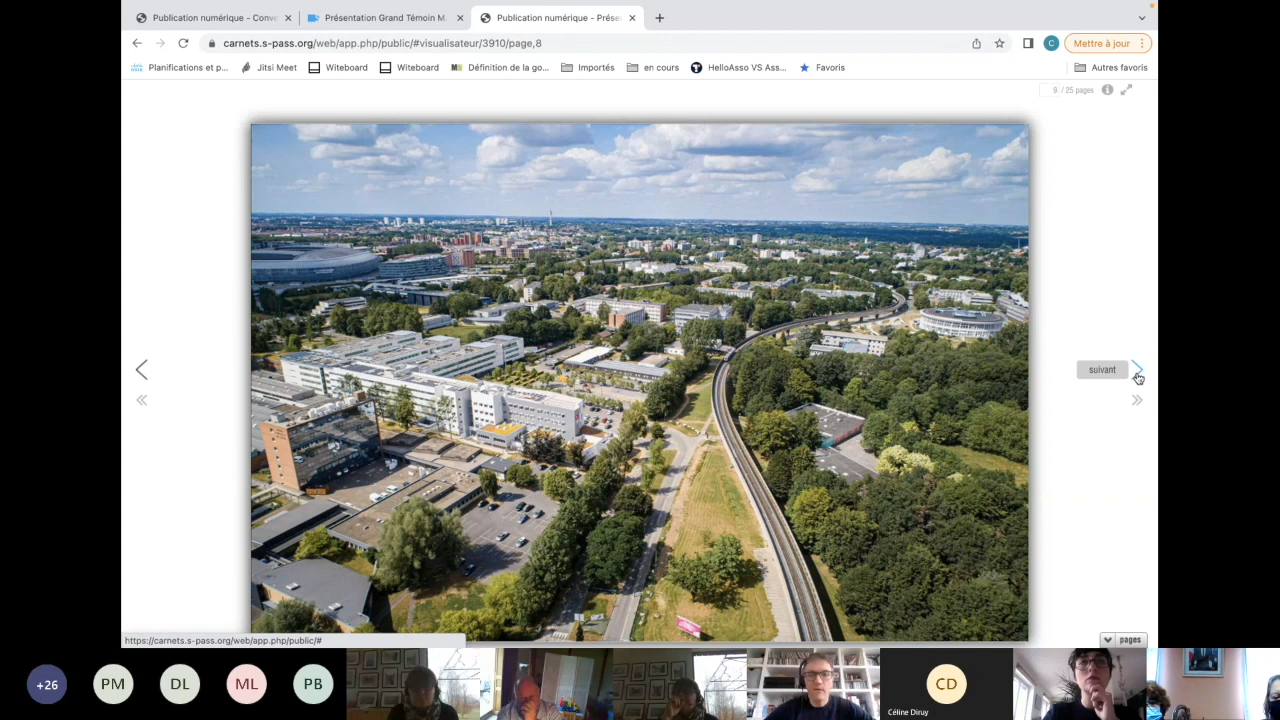 Publication numérique - Conve
Présentation Grand Témoin M.
Publication numérique - Prése
carnets.s-pass.org/web/app.php/public/#visualisateur/3910/page,8
C
Mettre à jour
Planifications et p...
Jitsi Meet
Witeboard
Witeboard
Définition de la go...
Importés
en cours
HelloAsso VS Ass...
Favoris
Autres favoris
9 / 25 pages
suivant
https://carnets.s-pass.org/web/app.php/public/#
pages
+26
PM
DL
ML
PB
CD
Céline Diruy